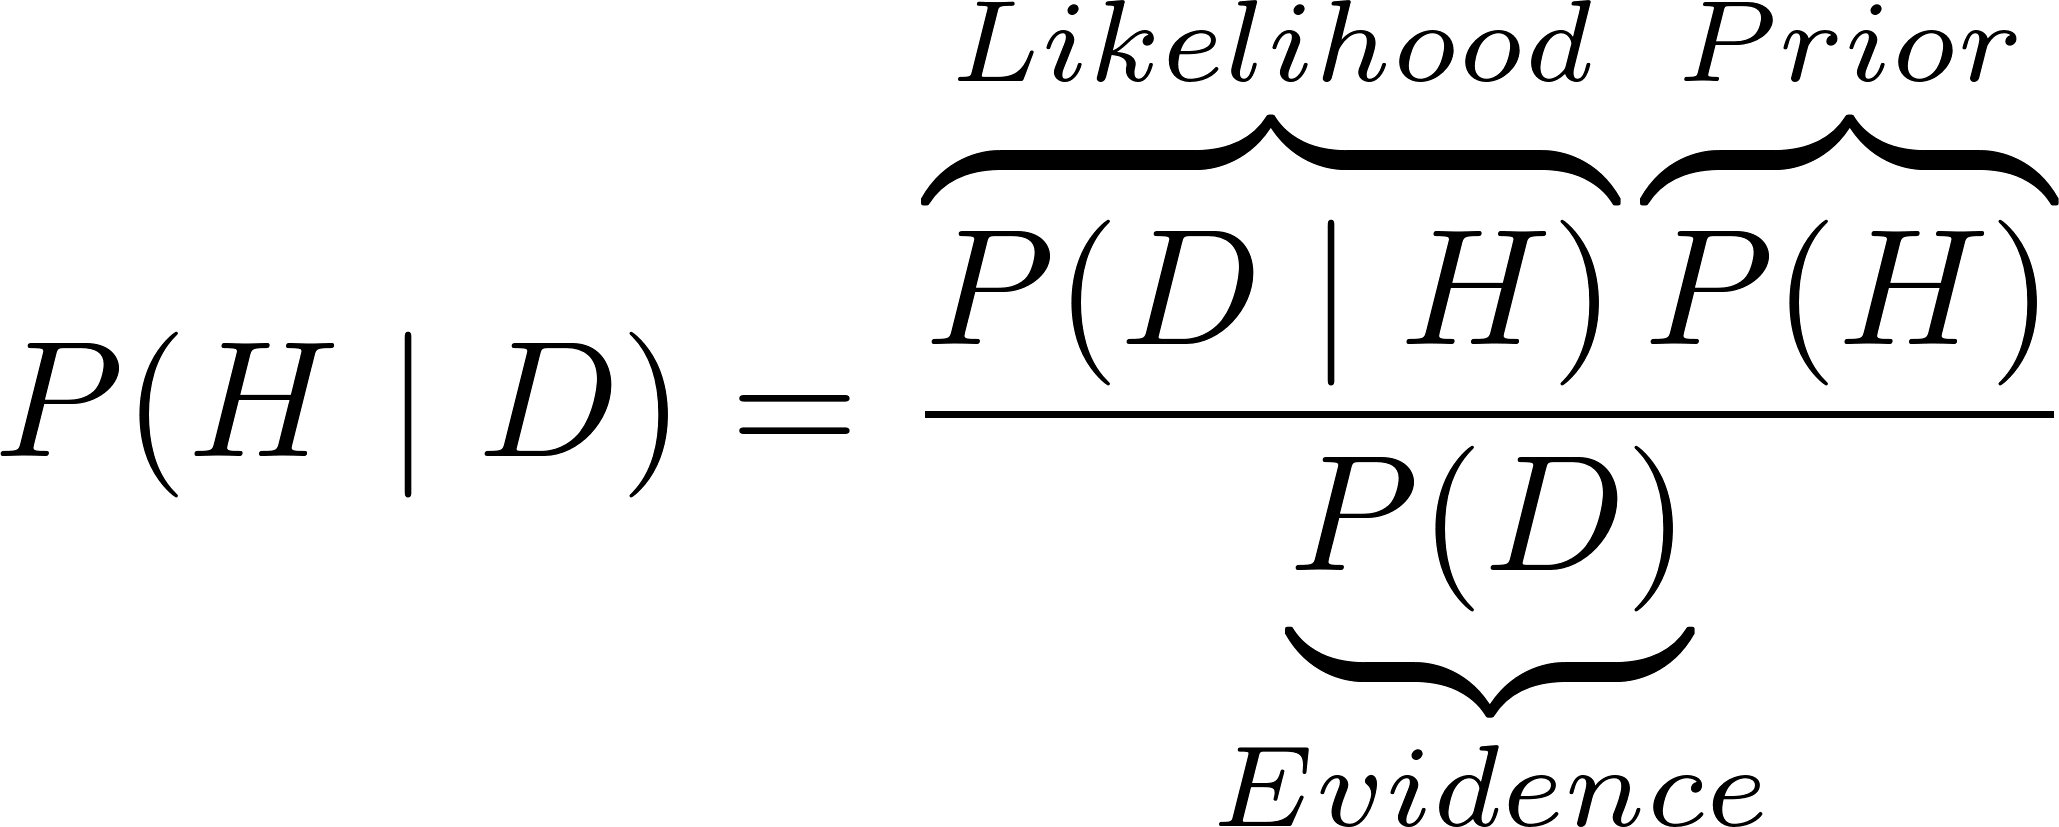 Likelihood Prior
P(H | D) = P(D | H) P(H)
P(D)
Evidence